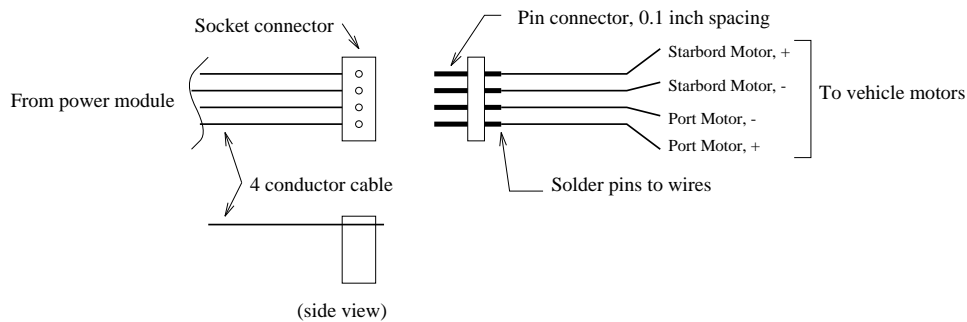 Pin connector, 0.1 inch spacing
Socket connector
Starbord Motor, +
Starbord Motor, -
From power module
To vehicle motors
Port Motor, -
Port Motor, +
4 conductor cable
Solder pins to wires
(side view)